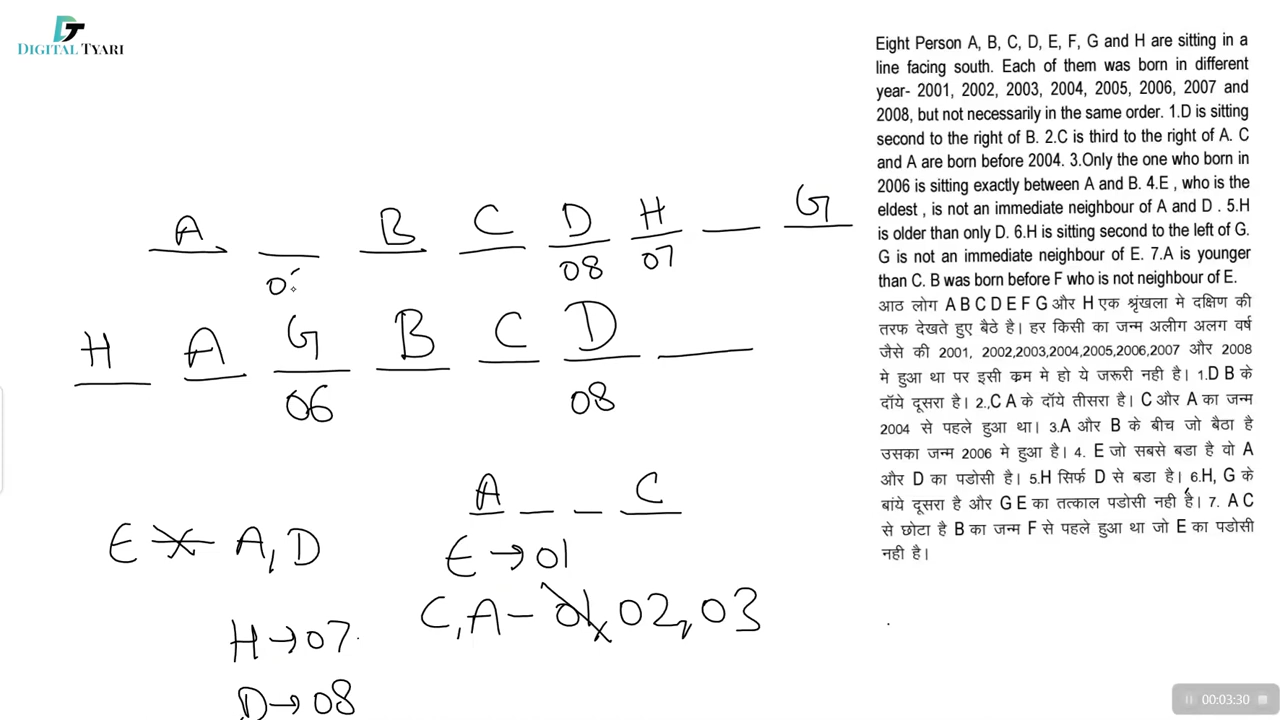 DIGITAL TYARI
Eight Person A, B, C, D, E, F, G and H are sitting in a
line facing south. Each of them was born in different
year- 2001, 2002, 2003, 2004, 2005, 2006, 2007 and
2008, but not necessarily in the same order. 1.D is sitting
second to the right of B. 2.C is third to the right of A. C
and A are born before 2004. 3.Only the one who born in
2006 is sitting exactly between A and B. 4.E , who is the
eldest , is not an immediate neighbour of A and D . 5.H
is older than only D. 6.H is sitting second to the left of G.
G is not an immediate neighbour of E. 7.A is younger
than C. B was born before F who is not neighbour of E.
आठ लोग A B C D E F G और H एक श्रृंखला मे दक्षिण की
तरफ देखते हुए बैठे है। हर किसी का जन्म अलीग अलग वर्ष
जैसे की 2001, 2002,2003,2004,2005,2006,2007 और 2008
मे हुआ था पर इसी क्रम मे हो ये जरूरी नही है। 1.D B के
दाॅये दूसरा है। 2.,C A के दाॅये तीसरा है। C और A का जन्म
2004 से पहले हुआ था। 3.A और B के बीच जो बैठा है
उसका जन्म 2006 मे हुआ है। 4. E जो सबसे बडा है वो A
और D का पडोसी है। 5.H सिर्फ D से बडा है। 6.H, G के
बांये दूसरा है और G E का तत्काल पडोसी नही है। 7. A C
से छोटा है B का जन्म F से पहले हुआ था जो E का पडोसी
नही है।
A B C D H G
08 07
H A G B C D
06 08
A C
E A, D
E → 01
C, A - 01, 02, 03
H → 07
D → 08
00:03:30